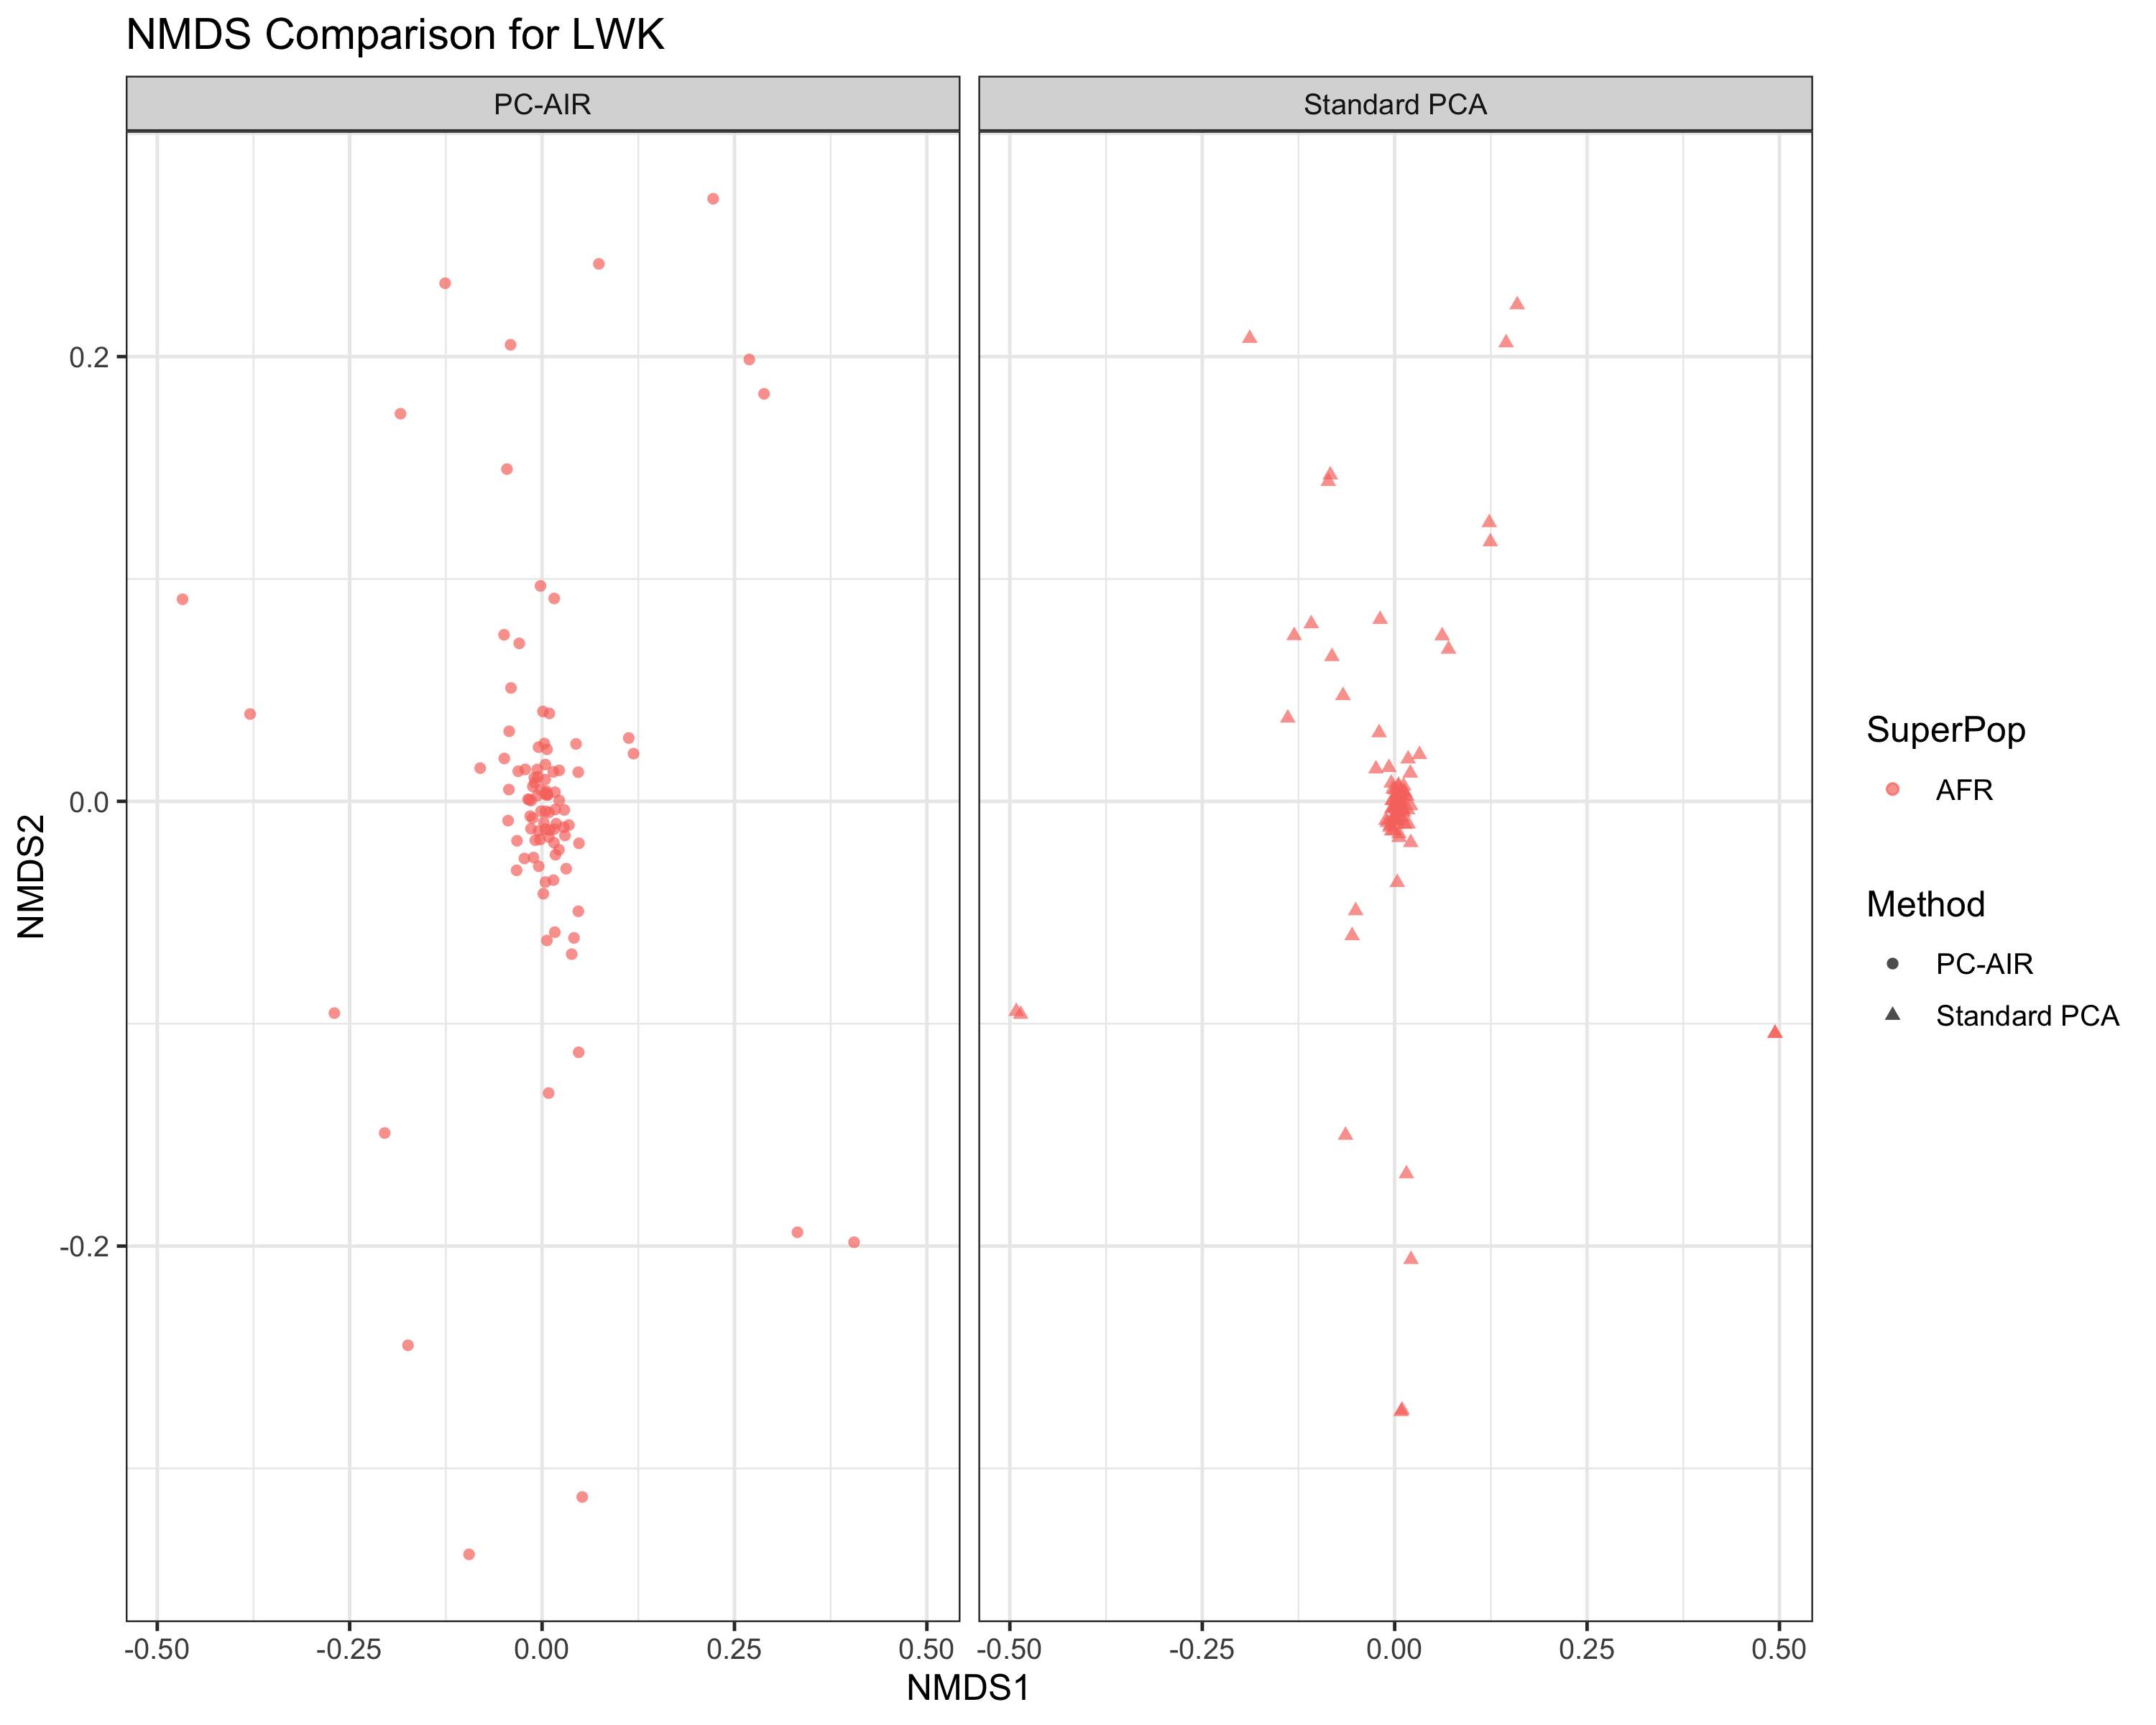 NMDS Comparison for LWK
PC-AIR
Standard PCA
NMDS2
0.2
0.0
-0.2
-0.50
-0.25
0.00
0.25
0.50
-0.50
-0.25
0.00
0.25
0.50
NMDS1
SuperPop
AFR
Method
PC-AIR
Standard PCA